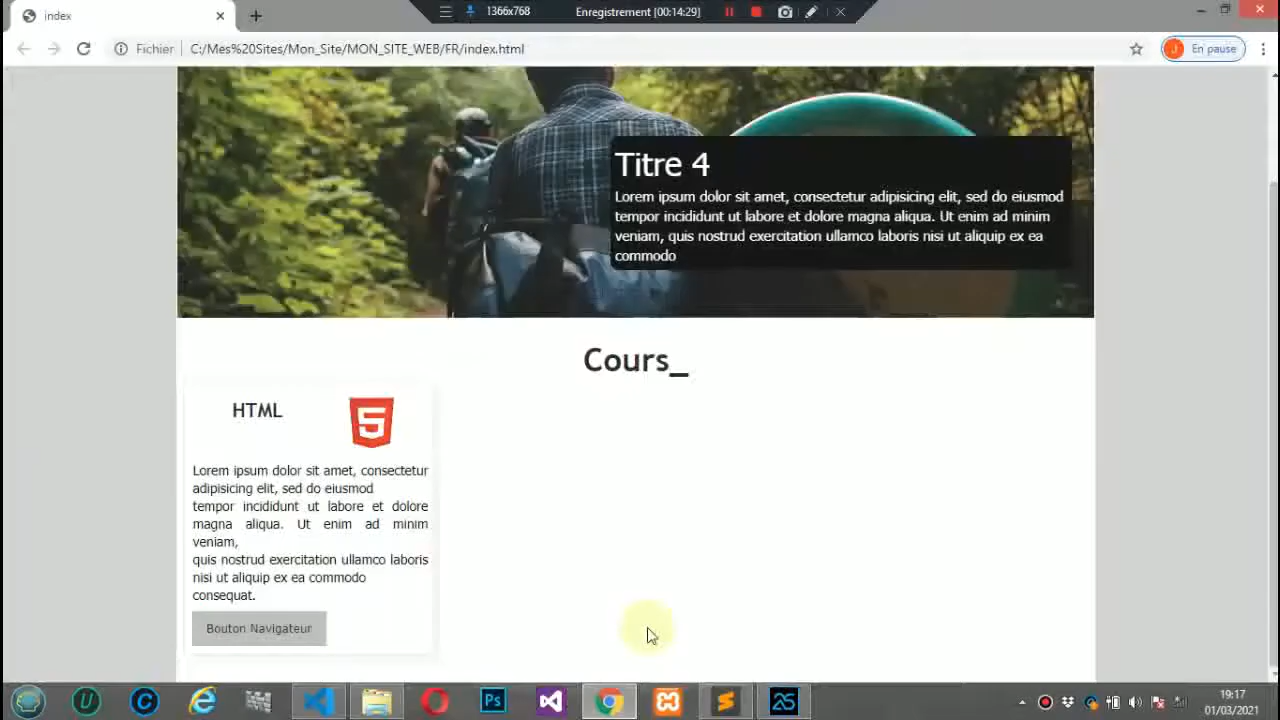 index
1366x768
Enregistrement [00:14:29]
Fichier
C:/Mes%20Sites/Mon_Site/MON_SITE_WEB/FR/index.html
J
En pause
Titre 4
Lorem ipsum dolor sit amet, consectetur adipisicing elit, sed do eiusmod
tempor incididunt ut labore et dolore magna aliqua. Ut enim ad minim
veniam, quis nostrud exercitation ullamco laboris nisi ut aliquip ex ea
commodo
Cours_
HTML
5
Lorem ipsum dolor sit amet, consectetur
adipisicing elit, sed do eiusmod
tempor incididunt ut labore et dolore
magna aliqua. Ut enim ad minim
veniam,
quis nostrud exercitation ullamco laboris
nisi ut aliquip ex ea commodo
consequat.
Bouton Navigateur
U
C
Ps
25
19:17
01/03/2021